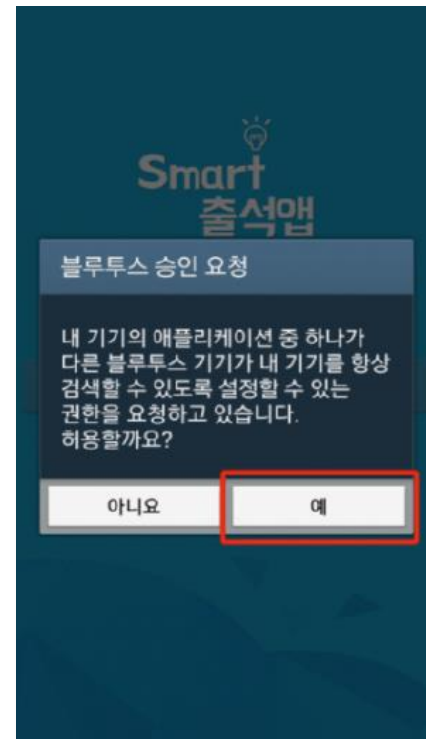 Smart
출석앱
블루투스 승인 요청
내 기기의 애플리케이션 중 하나가
다른 블루투스 기기가 내 기기를 항상
검색할 수 있도록 설정할 수 있는
권한을 요청하고 있습니다.
허용할까요?
아니요
예